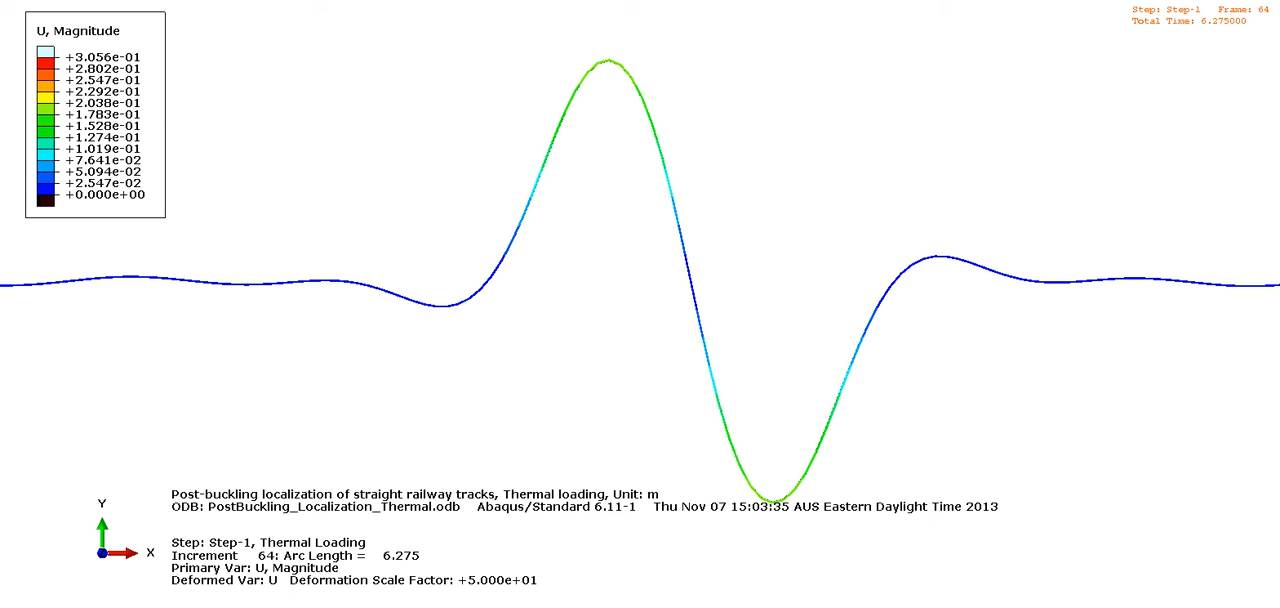 Step: Step-1   Frame: 64
Total Time: 6.275000
U, Magnitude
+3.056e-01
+2.802e-01
+2.547e-01
+2.292e-01
+2.038e-01
+1.783e-01
+1.528e-01
+1.274e-01
+1.019e-01
+7.641e-02
+5.094e-02
+2.547e-02
+0.000e+00
Y
X
Post-buckling localization of straight railway tracks, Thermal loading, Unit: m
ODB: PostBuckling_Localization_Thermal.odb    Abaqus/Standard 6.11-1    Thu Nov 07 15:03:35 AUS Eastern Daylight Time 2013
Step: Step-1, Thermal Loading
Increment     64: Arc Length =     6.275
Primary Var: U, Magnitude
Deformed Var: U   Deformation Scale Factor: +5.000e+01